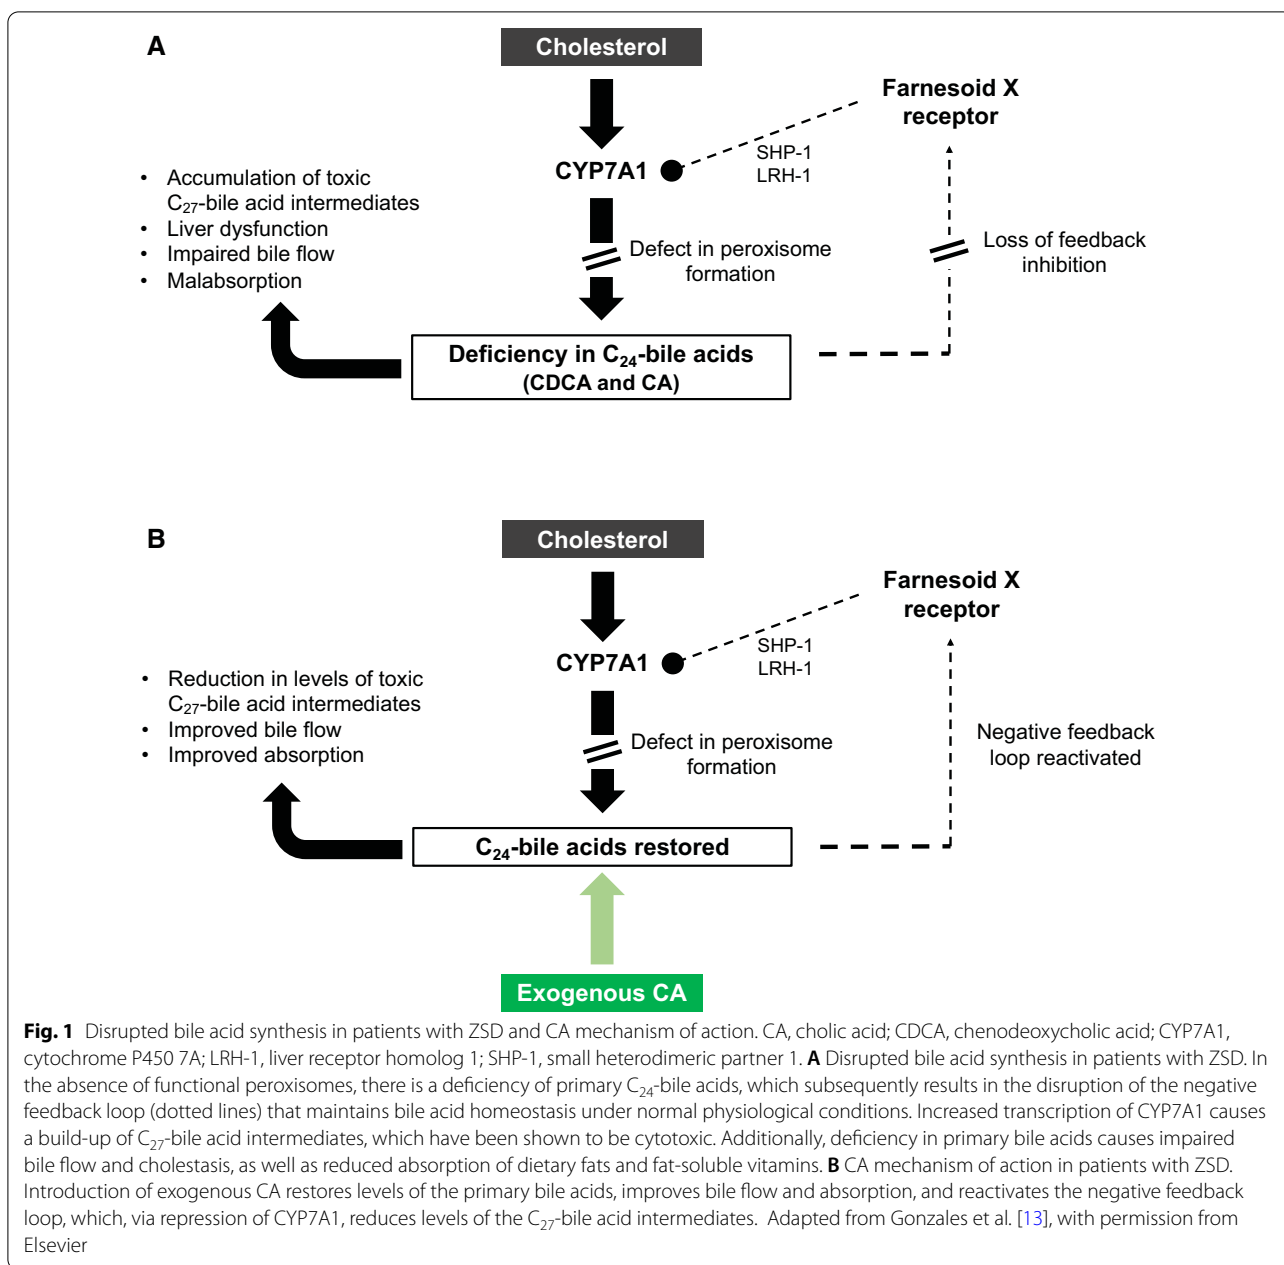 A
Cholesterol
Farnesoid X
receptor
CYP7A1
SHP-1
LRH-1
• Accumulation of toxic
C₂₇-bile acid intermediates
• Liver dysfunction
• Impaired bile flow
• Malabsorption
Defect in peroxisome
formation
Loss of feedback
inhibition
Deficiency in C₂₄-bile acids
(CDCA and CA)
B
Cholesterol
Farnesoid X
receptor
CYP7A1
SHP-1
LRH-1
• Reduction in levels of toxic
C₂₇-bile acid intermediates
• Improved bile flow
• Improved absorption
Defect in peroxisome
formation
Negative feedback
loop reactivated
C₂₄-bile acids restored
Exogenous CA
Fig. 1 Disrupted bile acid synthesis in patients with ZSD and CA mechanism of action. CA, cholic acid; CDCA, chenodeoxycholic acid; CYP7A1,
cytochrome P450 7A; LRH-1, liver receptor homolog 1; SHP-1, small heterodimeric partner 1. A Disrupted bile acid synthesis in patients with ZSD. In
the absence of functional peroxisomes, there is a deficiency of primary C₂₄-bile acids, which subsequently results in the disruption of the negative
feedback loop (dotted lines) that maintains bile acid homeostasis under normal physiological conditions. Increased transcription of CYP7A1 causes
a build-up of C₂₇-bile acid intermediates, which have been shown to be cytotoxic. Additionally, deficiency in primary bile acids causes impaired
bile flow and cholestasis, as well as reduced absorption of dietary fats and fat-soluble vitamins. B CA mechanism of action in patients with ZSD.
Introduction of exogenous CA restores levels of the primary bile acids, improves bile flow and absorption, and reactivates the negative feedback
loop, which, via repression of CYP7A1, reduces levels of the C₂₇-bile acid intermediates. Adapted from Gonzales et al. [13], with permission from
Elsevier